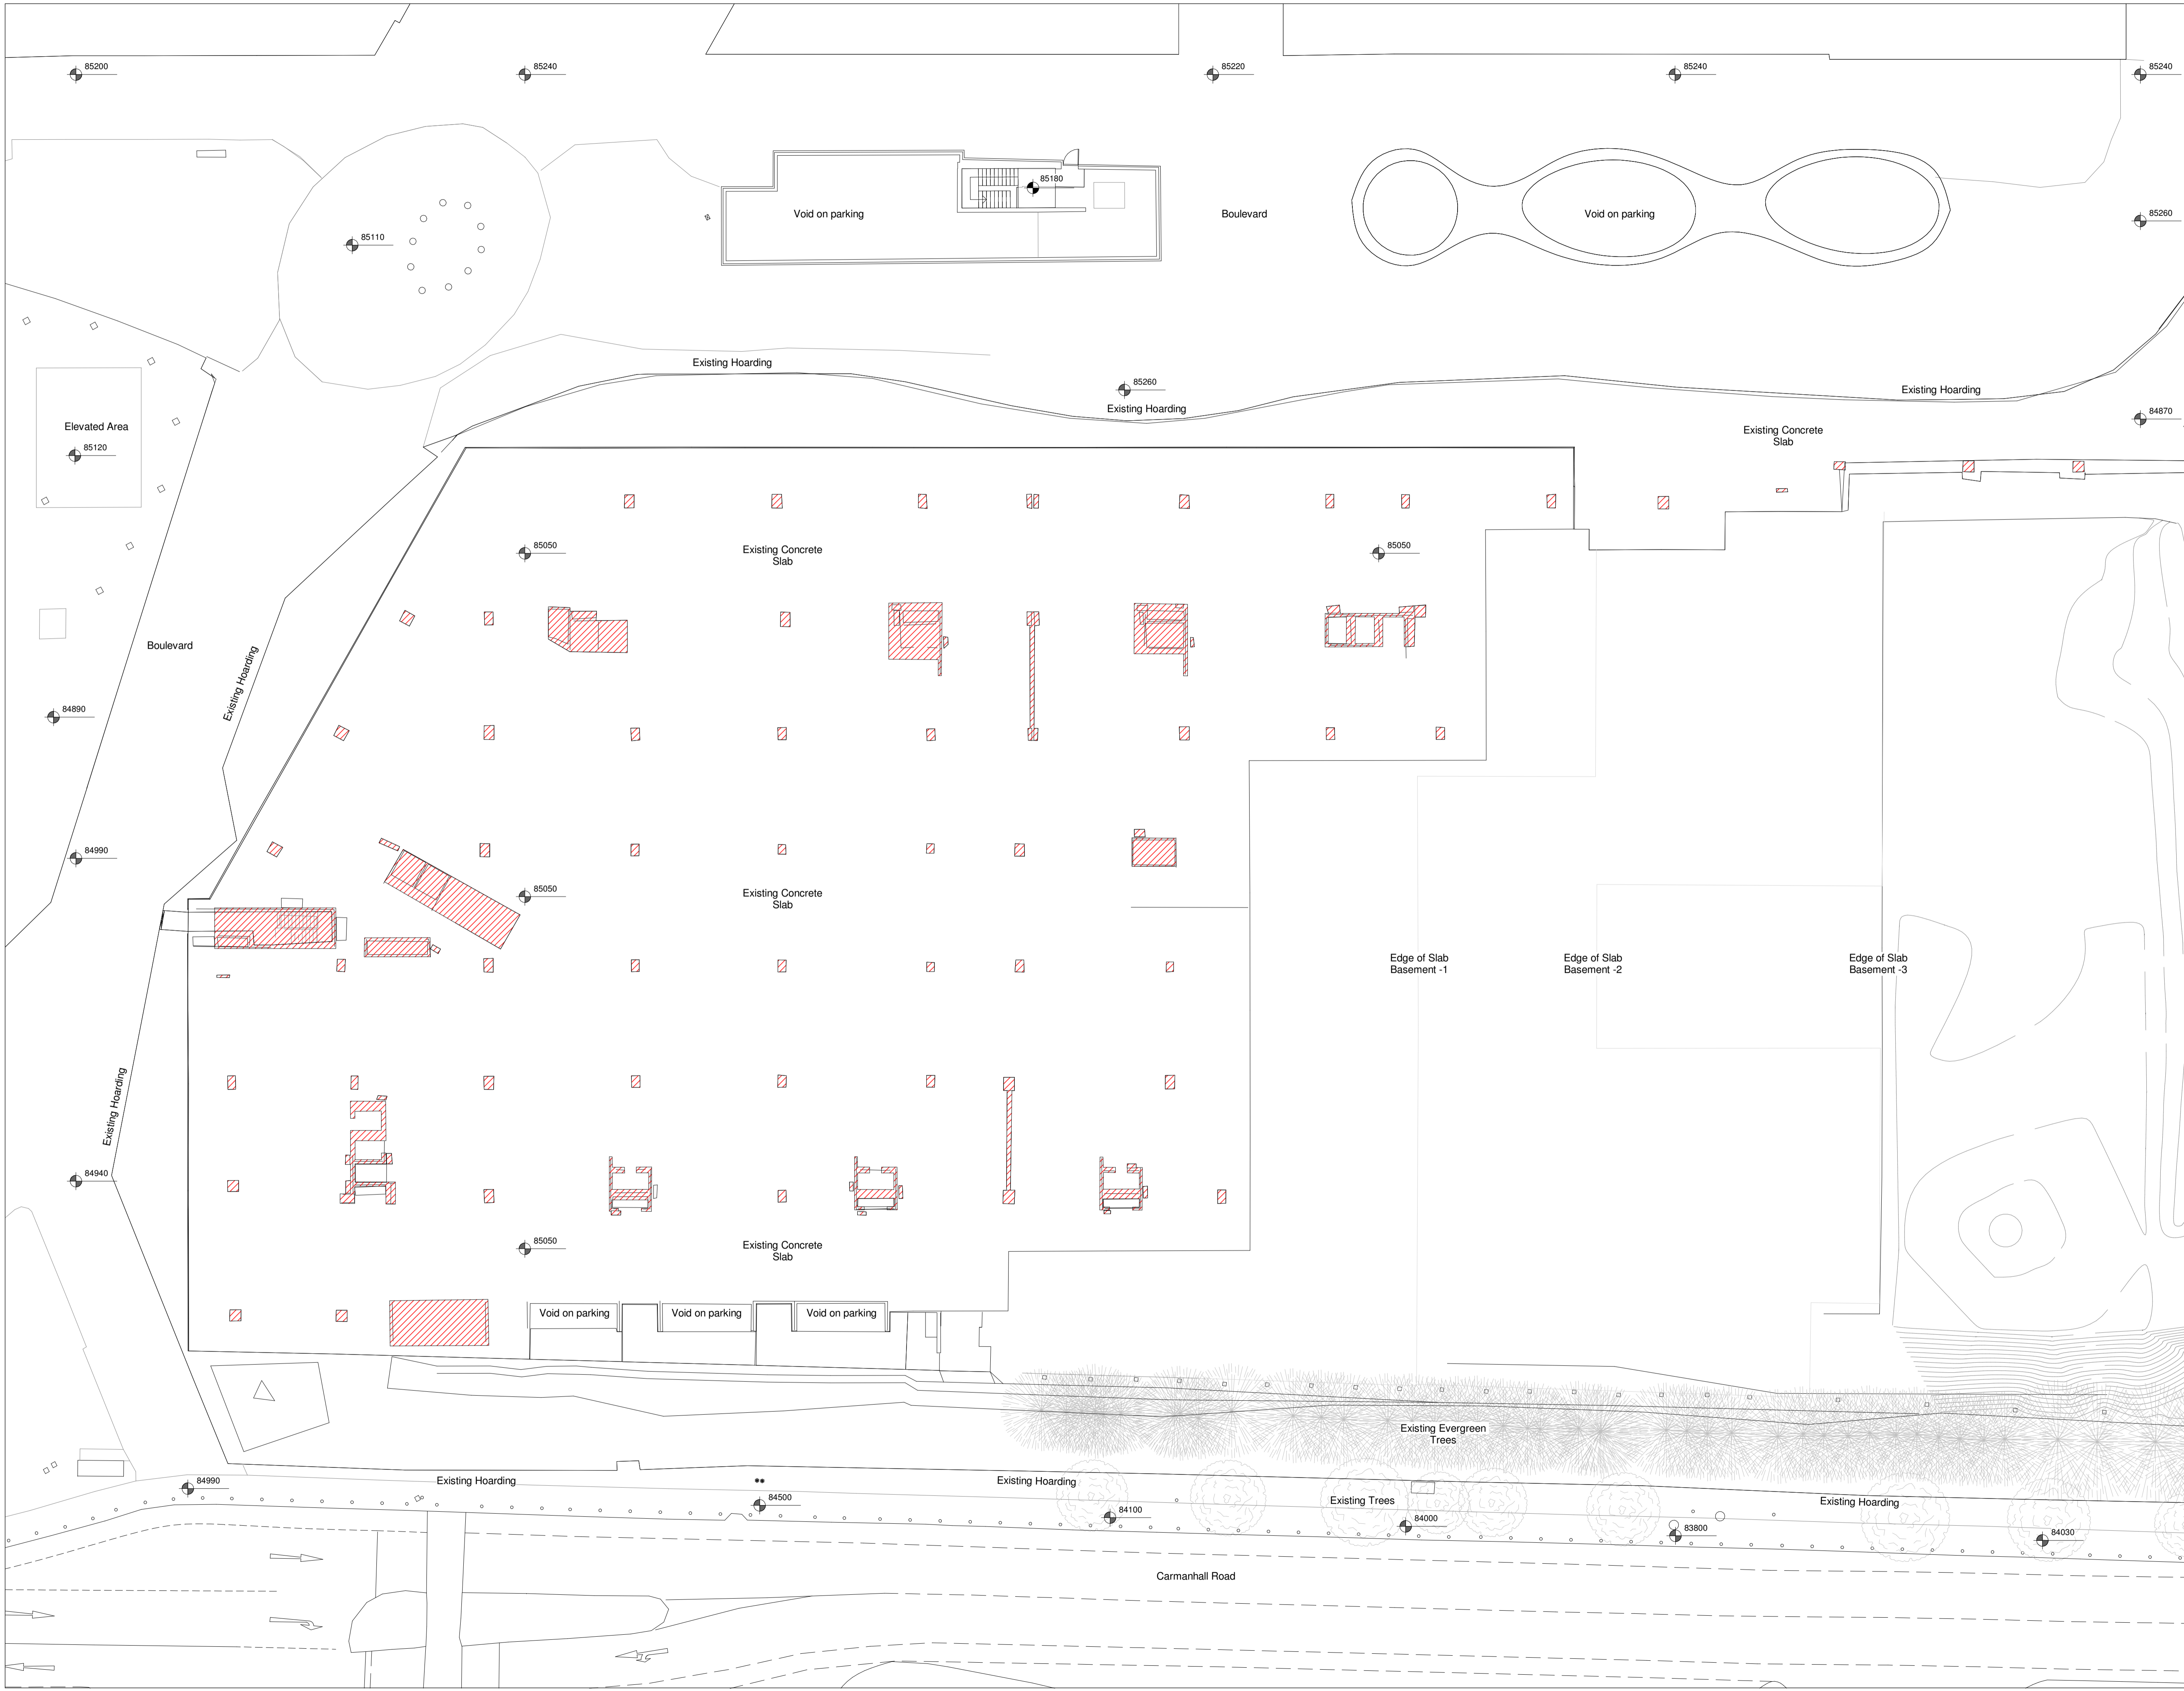 85200
85240
85220
85240
85240
85180
Void on parking
Boulevard
Void on parking
85260
85110
Existing Hoarding
85260
Existing Hoarding
Existing Hoarding
84870
Elevated Area
85120
Existing Concrete
Slab
85050
Existing Concrete
Slab
85050
Boulevard
Existing Hoarding
84890
84990
85050
Existing Concrete
Slab
Edge of Slab
Basement -1
Edge of Slab
Basement -2
Edge of Slab
Basement -3
Existing Hoarding
84940
85050
Existing Concrete
Slab
Void on parking
Void on parking
Void on parking
Existing Evergreen
Trees
84990
Existing Hoarding
84500
Existing Hoarding
84100
Existing Trees
84000
83800
Existing Hoarding
84030
Carmanhall Road